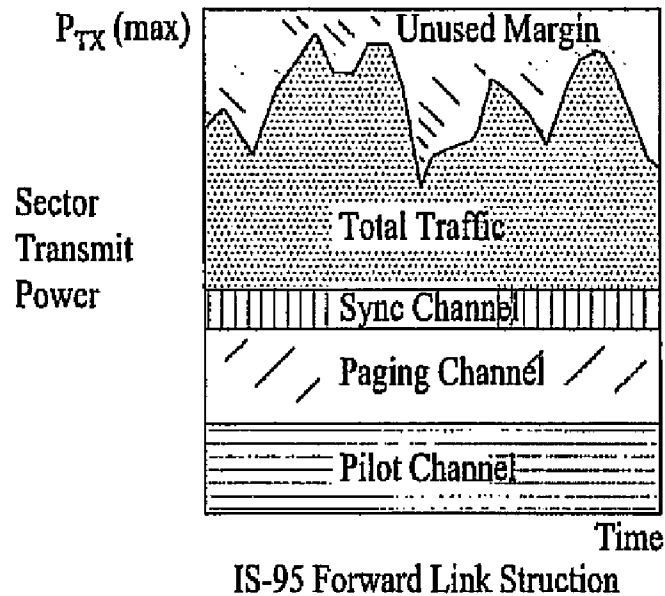 P_TX (max)
Unused Margin
Sector
Transmit
Power
Total Traffic
Sync Channel
Paging Channel
Pilot Channel
Time
IS-95 Forward Link Struction